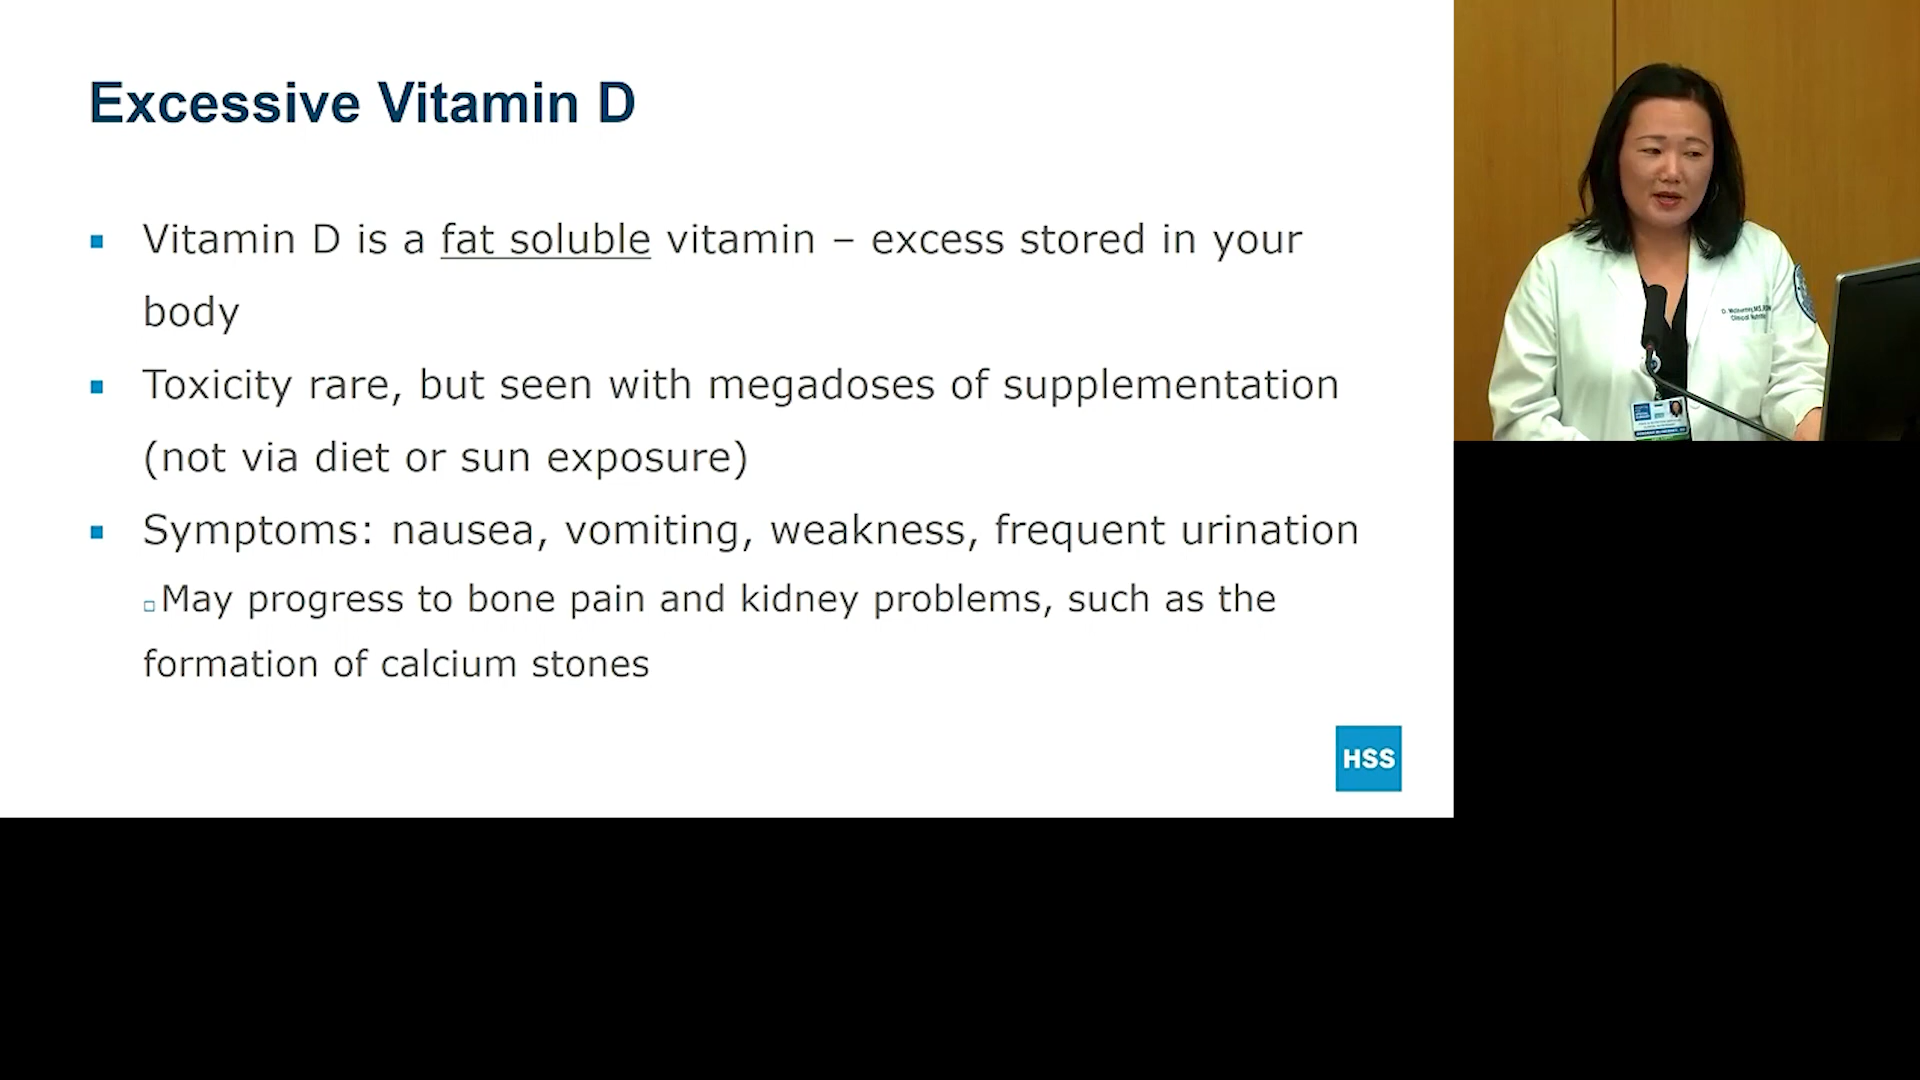 Excessive Vitamin D
▪ Vitamin D is a fat soluble vitamin – excess stored in your
body
▪ Toxicity rare, but seen with megadoses of supplementation
(not via diet or sun exposure)
▪ Symptoms: nausea, vomiting, weakness, frequent urination
□May progress to bone pain and kidney problems, such as the
formation of calcium stones
HSS
Clinical